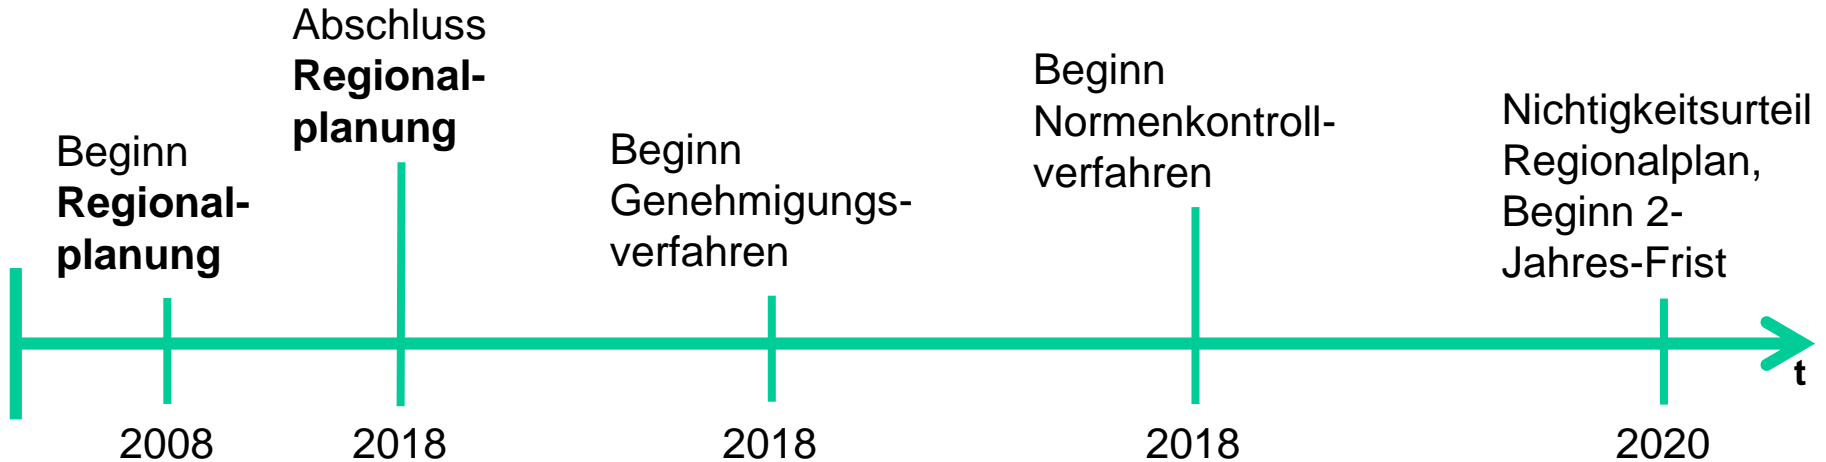 Beginn
Regional-
planung
Abschluss
Regional-
planung
Beginn
Genehmigungs-
verfahren
Beginn
Normenkontroll-
verfahren
Nichtigkeitsurteil
Regionalplan,
Beginn 2-
Jahres-Frist
t
2008
2018
2018
2018
2020